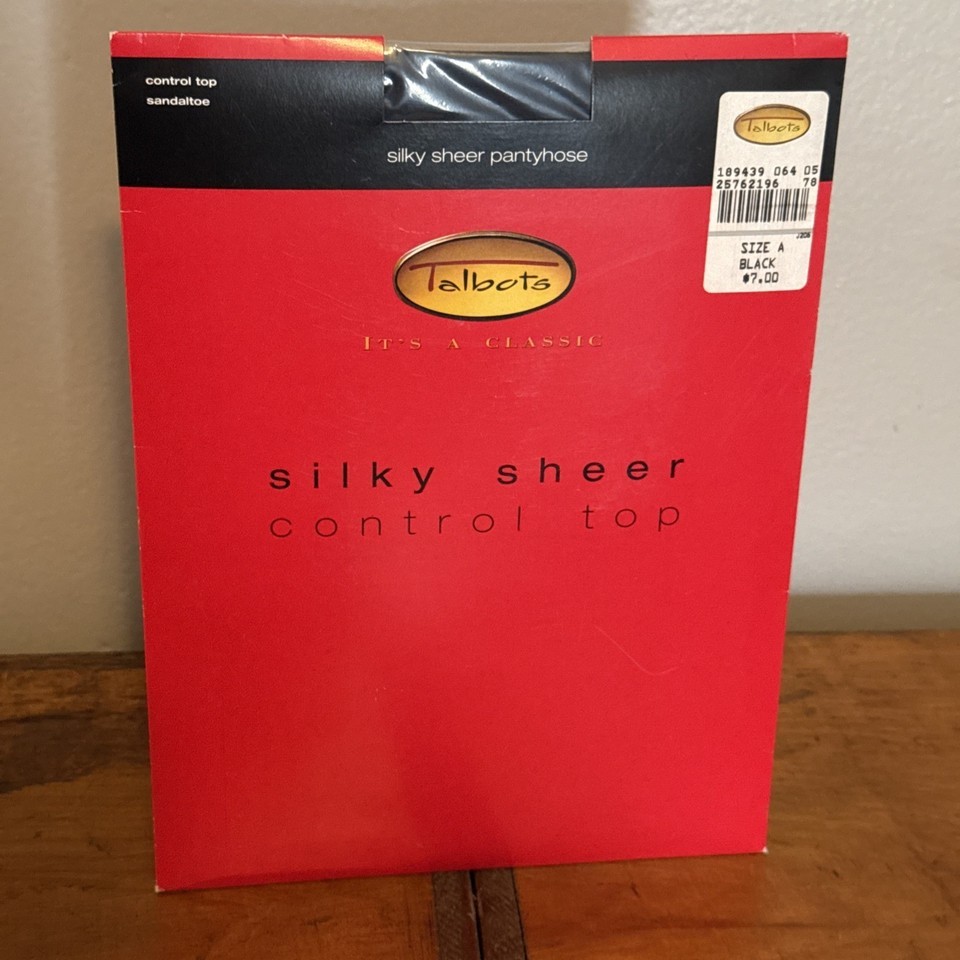 control top
sandaltoe
silky sheer pantyhose
Talbots
189439 064 05
25762196 78
J206
SIZE A
BLACK
$7.00
Talbots
IT'S A CLASSIC
silky sheer
control top